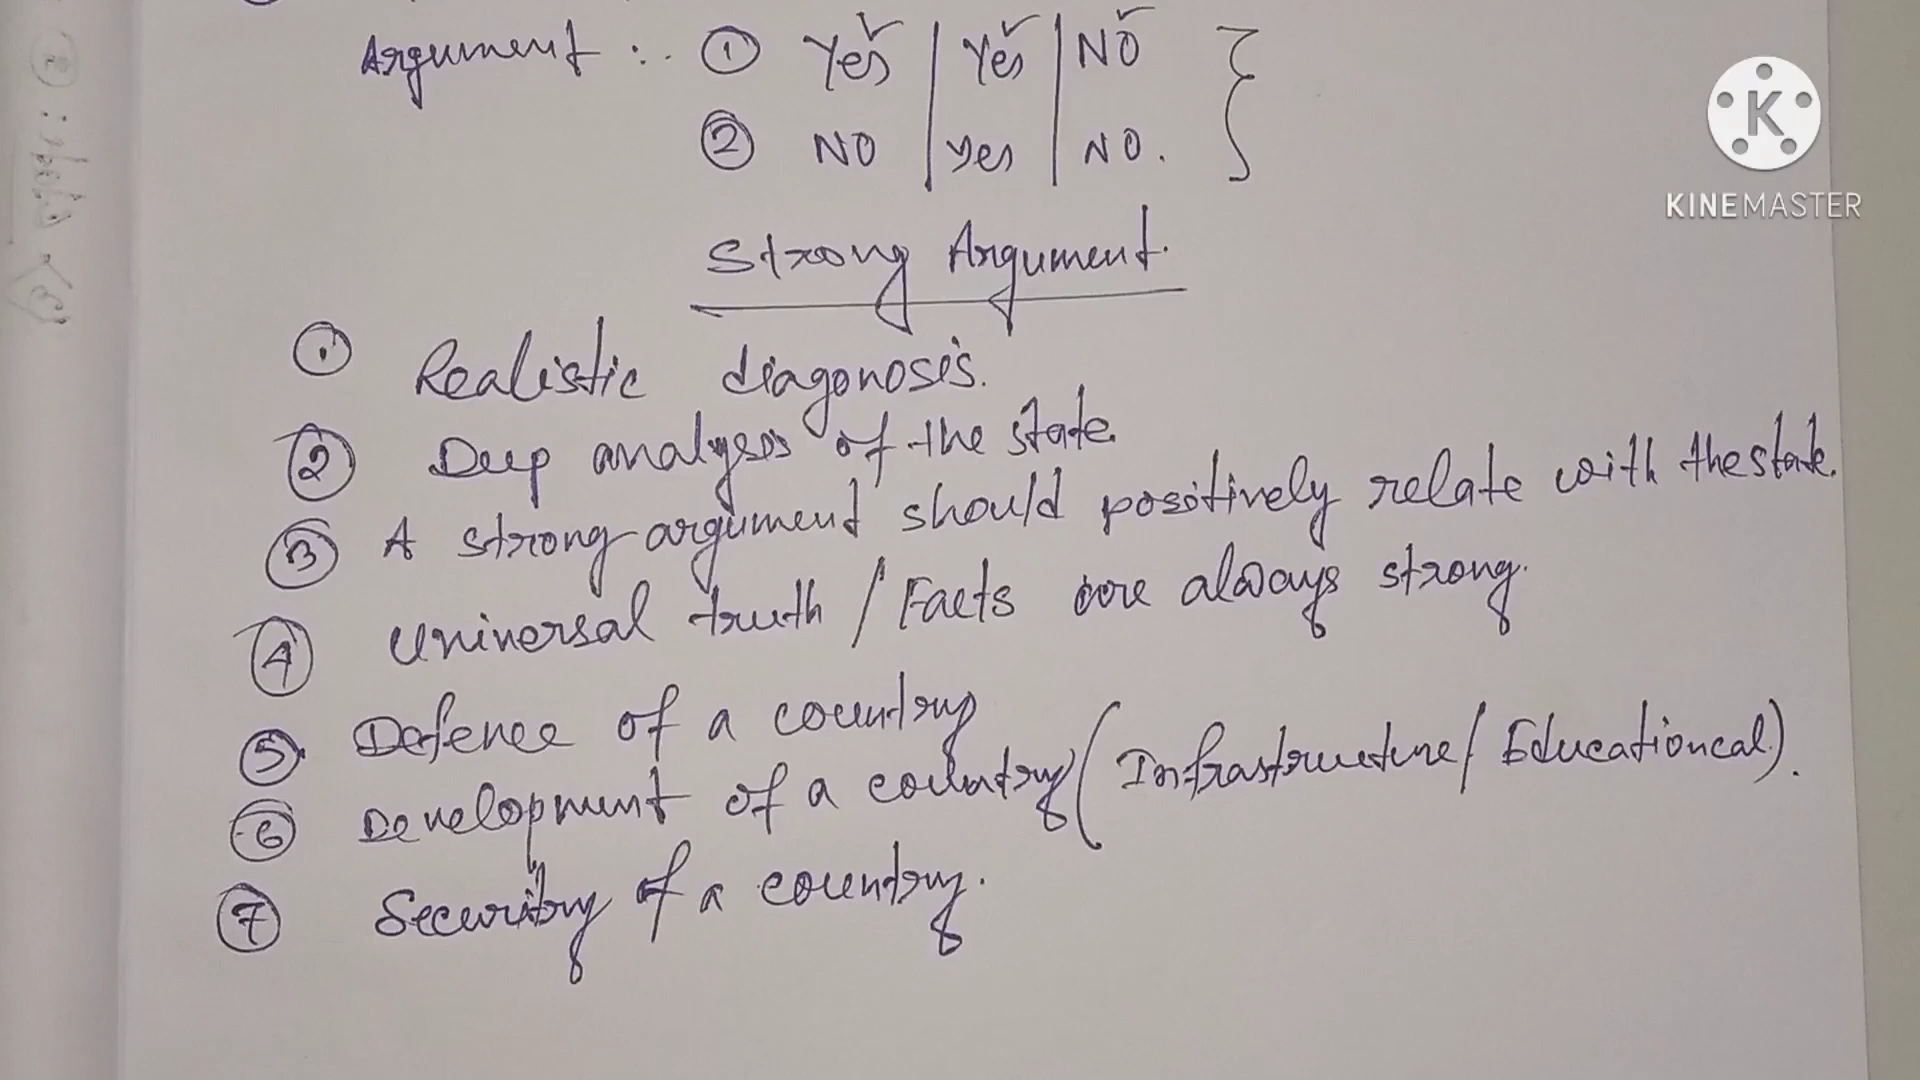 Argument :. ① Yes | Yes | NO
② NO | Yes | NO.
Strong Argument.
① Realistic diagonosis.
② Deep analysis of the state.
③ A strong argument should positively relate with the state.
④ Universal truth / Facts are always strong.
⑤ Defence of a country
⑥ Development of a country (Infrastructure / Educational).
⑦ Security of a country.
K
KINEMASTER